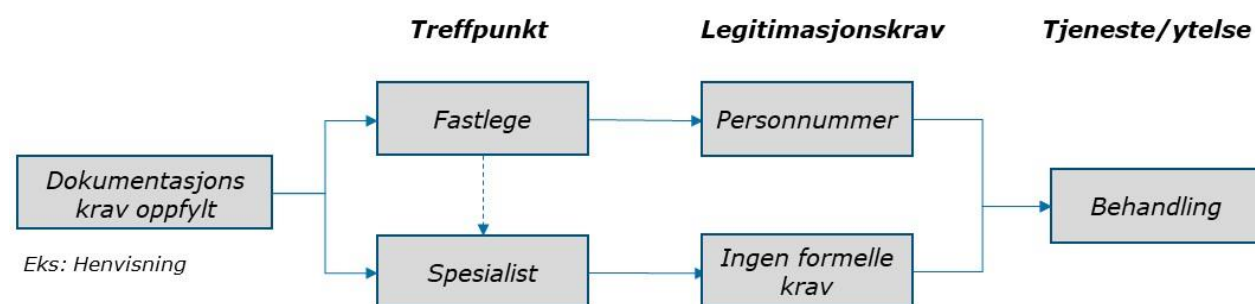 Treffpunkt
Legitimasjonskrav
Tjeneste/ytelse
Fastlege
Personnummer
Dokumentasjons
krav oppfylt
Behandling
Eks: Henvisning
Spesialist
Ingen formelle
krav